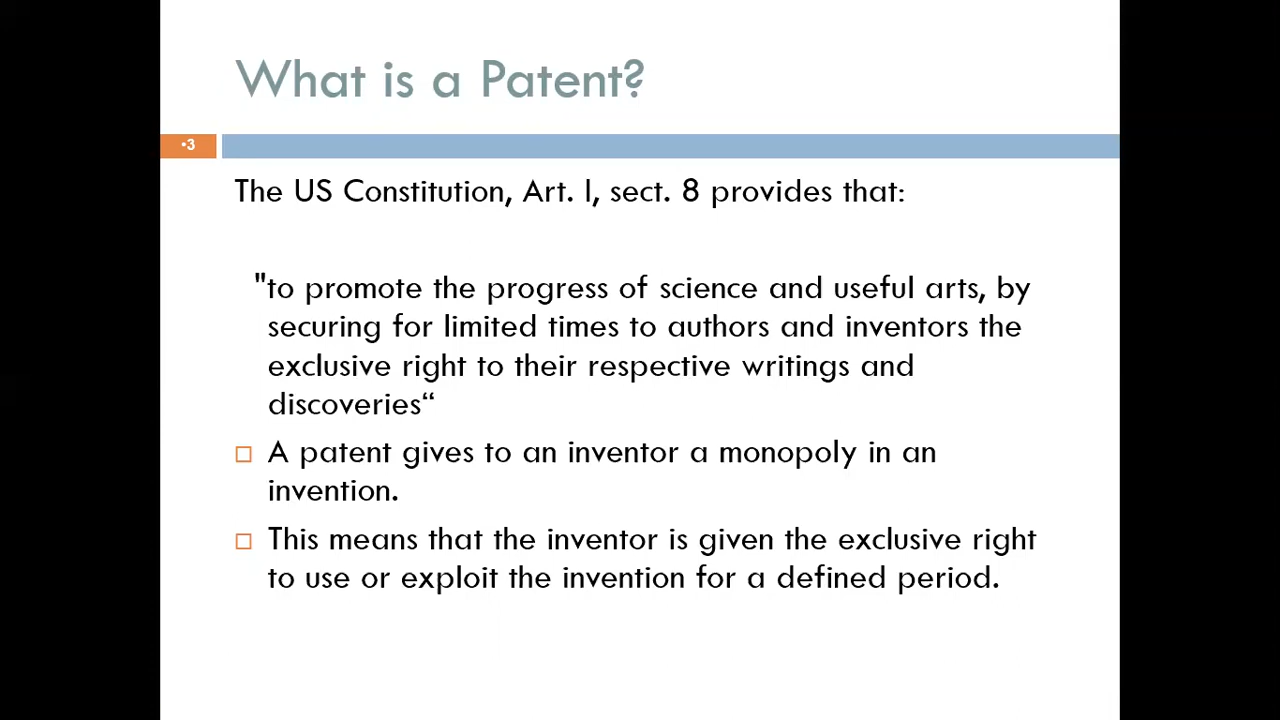 What is a Patent?
•3
The US Constitution, Art. I, sect. 8 provides that:
"to promote the progress of science and useful arts, by
securing for limited times to authors and inventors the
exclusive right to their respective writings and
discoveries“
A patent gives to an inventor a monopoly in an
invention.
This means that the inventor is given the exclusive right
to use or exploit the invention for a defined period.